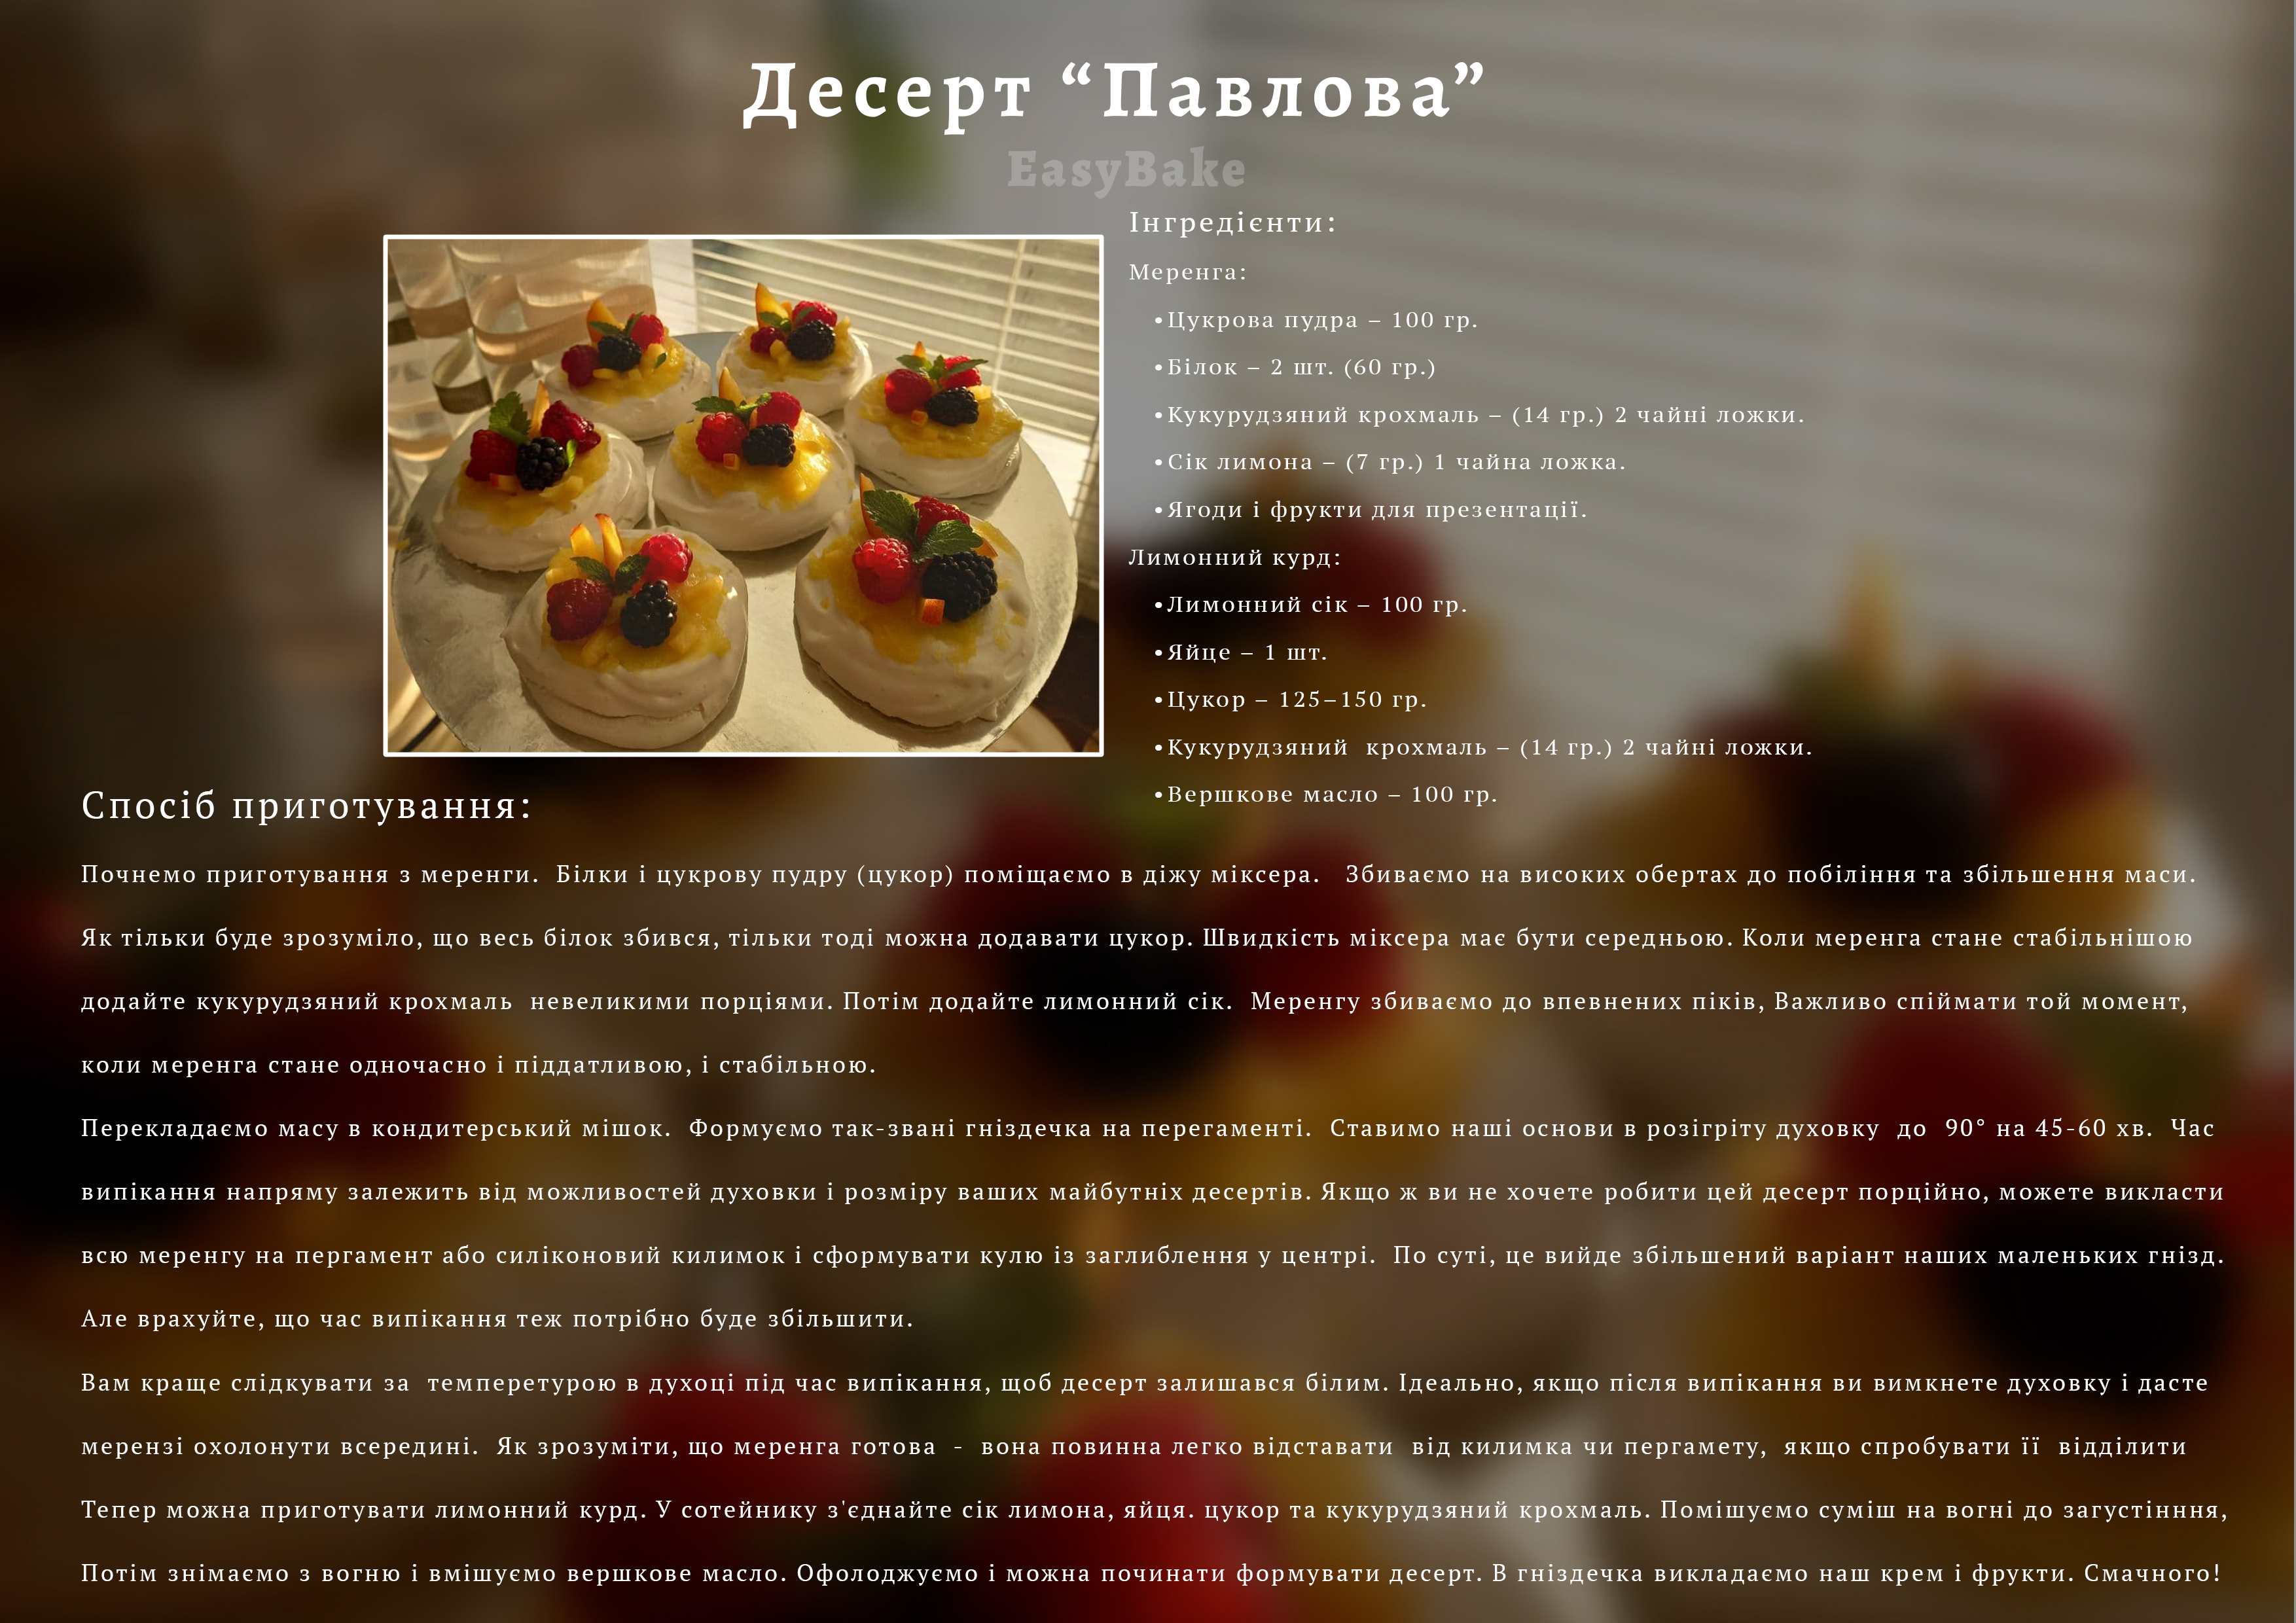 Десерт “Павлова”
EasyBake
Інгредієнти:
Меренга:
•Цукрова пудра – 100 гр.
•Білок – 2 шт. (60 гр.)
•Кукурудзяний крохмаль – (14 гр.) 2 чайні ложки.
•Сік лимона – (7 гр.) 1 чайна ложка.
•Ягоди і фрукти для презентації.
Лимонний курд:
•Лимонний сік – 100 гр.
•Яйце – 1 шт.
•Цукор – 125–150 гр.
•Кукурудзяний крохмаль – (14 гр.) 2 чайні ложки.
•Вершкове масло – 100 гр.
Спосіб приготування:
Почнемо приготування з меренги. Білки і цукрову пудру (цукор) поміщаємо в діжу міксера. Збиваємо на високих обертах до побіління та збільшення маси.
Як тільки буде зрозуміло, що весь білок збився, тільки тоді можна додавати цукор. Швидкість міксера має бути середньою. Коли меренга стане стабільнішою
додайте кукурудзяний крохмаль невеликими порціями. Потім додайте лимонний сік. Меренгу збиваємо до впевнених піків, Важливо спіймати той момент,
коли меренга стане одночасно і піддатливою, і стабільною.
Перекладаємо масу в кондитерський мішок. Формуємо так-звані гніздечка на перегаменті. Ставимо наші основи в розігріту духовку до 90° на 45-60 хв. Час
випікання напряму залежить від можливостей духовки і розміру ваших майбутніх десертів. Якщо ж ви не хочете робити цей десерт порційно, можете викласти
всю меренгу на пергамент або силіконовий килимок і сформувати кулю із заглиблення у центрі. По суті, це вийде збільшений варіант наших маленьких гнізд.
Але врахуйте, що час випікання теж потрібно буде збільшити.
Вам краще слідкувати за темперетурою в духоці під час випікання, щоб десерт залишався білим. Ідеально, якщо після випікання ви вимкнете духовку і дасте
мерензі охолонути всередині. Як зрозуміти, що меренга готова - вона повинна легко відставати від килимка чи пергамету, якщо спробувати її відділити
Тепер можна приготувати лимонний курд. У сотейнику з'єднайте сік лимона, яйця. цукор та кукурудзяний крохмаль. Помішуємо суміш на вогні до загустінння,
Потім знімаємо з вогню і вмішуємо вершкове масло. Офолоджуємо і можна починати формувати десерт. В гніздечка викладаємо наш крем і фрукти. Смачного!